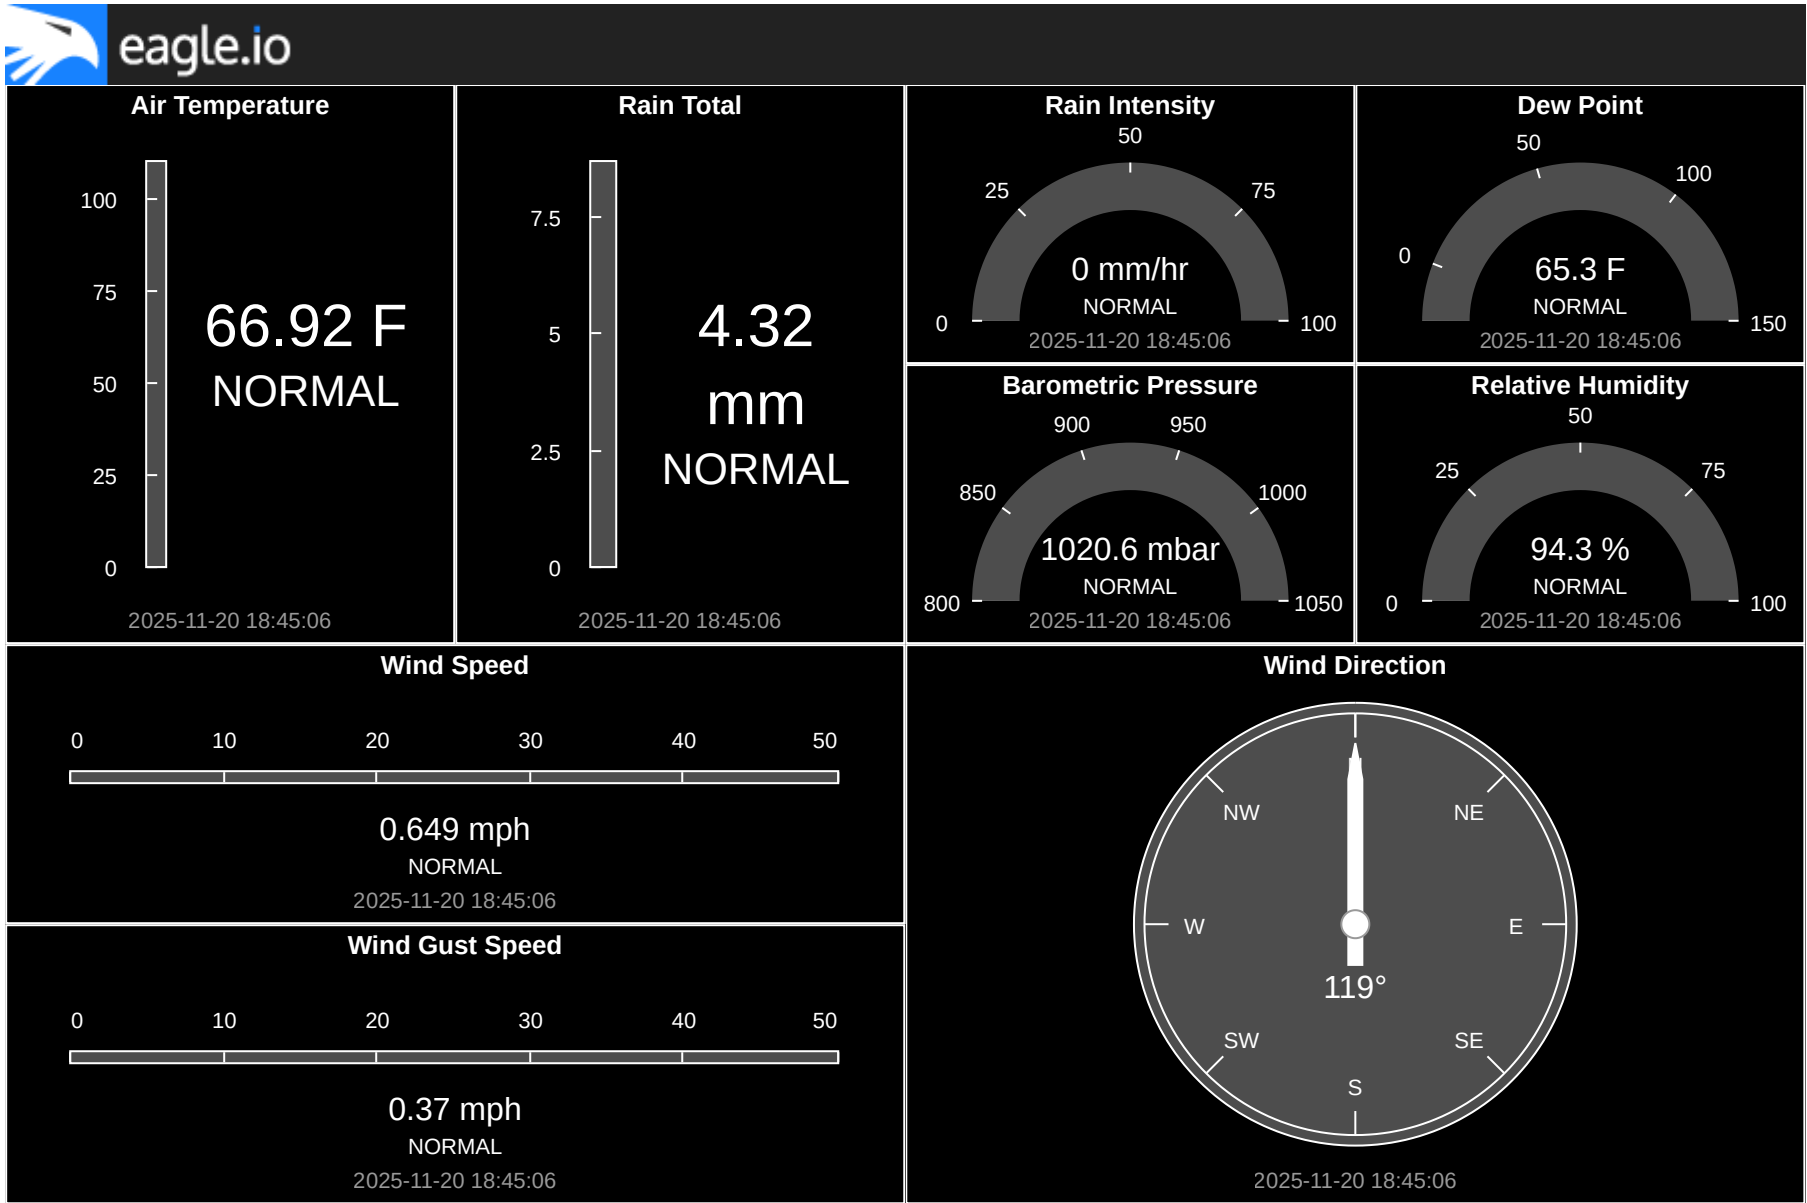 eagle.io
Air Temperature
100
75
50
25
0
66.92 F
NORMAL
2025-11-20 18:45:06
Rain Total
7.5
5
2.5
0
4.32
mm
NORMAL
2025-11-20 18:45:06
Rain Intensity
0
25
50
75
100
0 mm/hr
NORMAL
2025-11-20 18:45:06
Dew Point
0
50
100
150
65.3 F
NORMAL
2025-11-20 18:45:06
Barometric Pressure
800
850
900
950
1000
1050
1020.6 mbar
NORMAL
2025-11-20 18:45:06
Relative Humidity
0
25
50
75
100
94.3 %
NORMAL
2025-11-20 18:45:06
Wind Speed
0 10 20 30 40 50
0.649 mph
NORMAL
2025-11-20 18:45:06
Wind Gust Speed
0 10 20 30 40 50
0.37 mph
NORMAL
2025-11-20 18:45:06
Wind Direction
NW NE
W E
119°
SW SE
S
2025-11-20 18:45:06